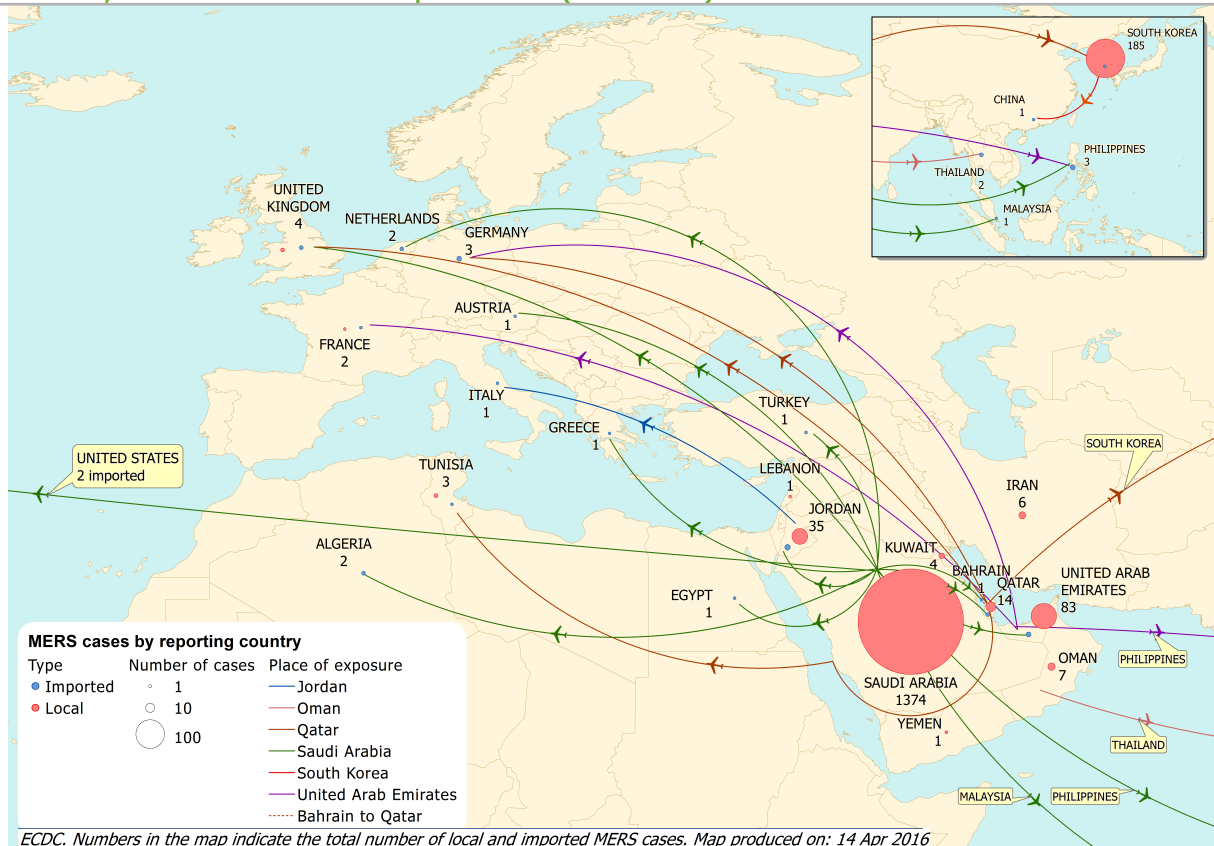 SOUTH KOREA
185
CHINA
1
PHILIPPINES
3
THAILAND
2
MALAYSIA
1
UNITED
KINGDOM
4
NETHERLANDS
2
GERMANY
3
AUSTRIA
1
FRANCE
2
ITALY
1
GREECE
1
TURKEY
1
UNITED STATES
2 imported
TUNISIA
3
LEBANON
1
SOUTH KOREA
IRAN
6
JORDAN
35
ALGERIA
2
KUWAIT
4
BAHRAIN
1
QATAR
14
UNITED ARAB
EMIRATES
83
EGYPT
1
PHILIPPINES
OMAN
7
SAUDI ARABIA
1374
YEMEN
1
THAILAND
MALAYSIA
PHILIPPINES
MERS cases by reporting country
Type
Imported
Local
Number of cases
1
10
100
Place of exposure
Jordan
Oman
Qatar
Saudi Arabia
South Korea
United Arab Emirates
Bahrain to Qatar
ECDC. Numbers in the map indicate the total number of local and imported MERS cases. Map produced on: 14 Apr 2016